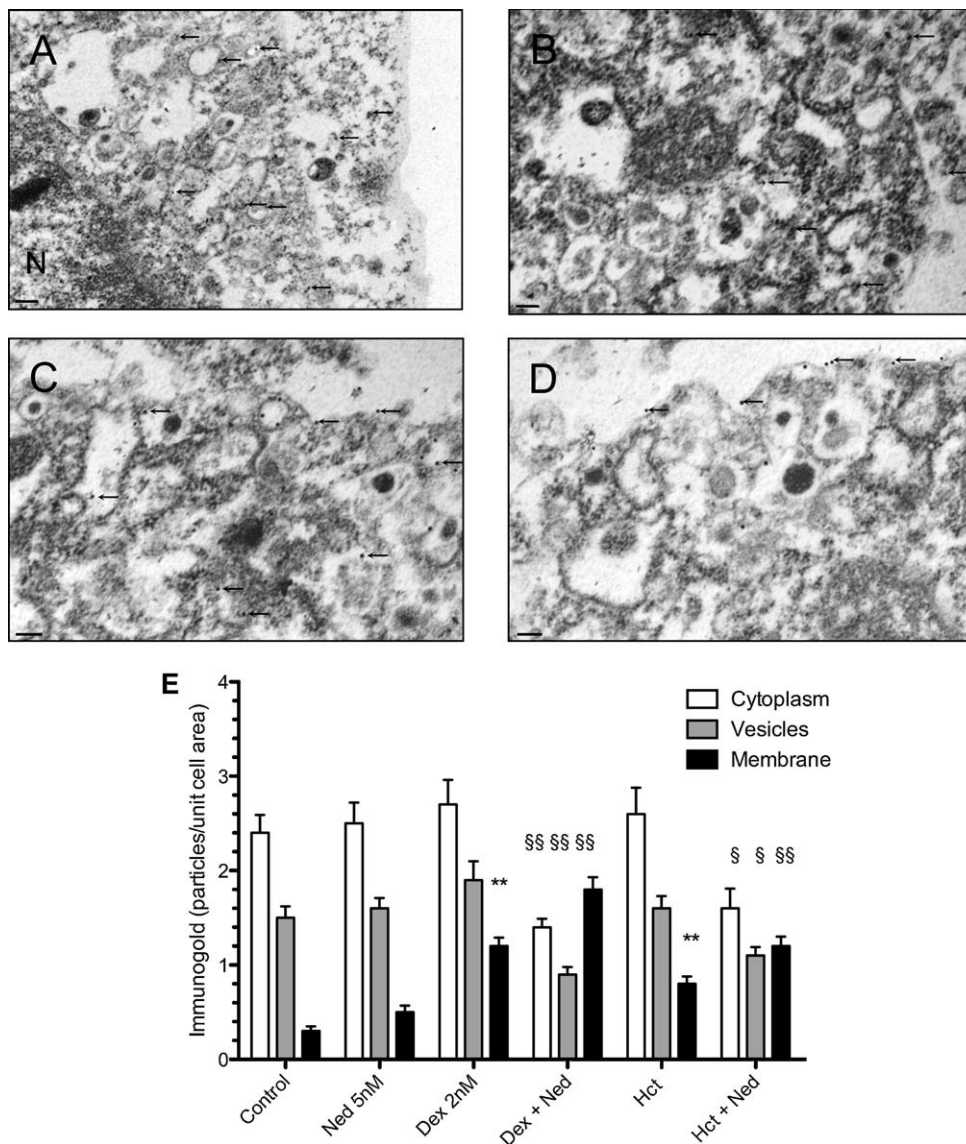 A
B
N
C
D
E
Immunogold (particles/unit cell area)
4
3
2
1
0
Cytoplasm
Vesicles
Membrane
**
§§ §§ §§
**
§ § §§
Control
Ned 5nM
Dex 2nM
Dex + Ned
Hct
Hct + Ned